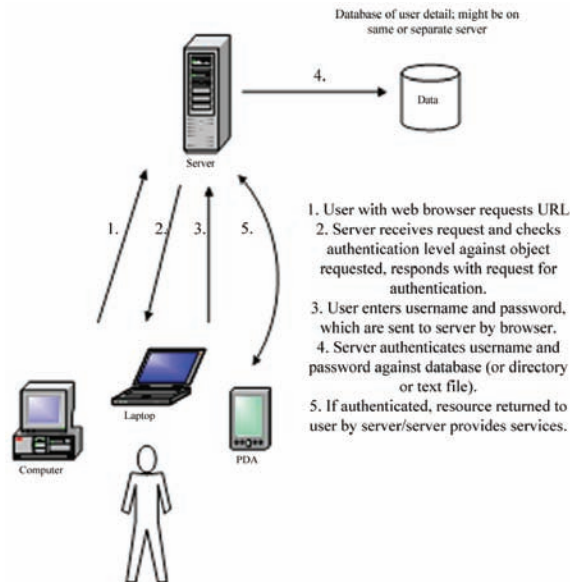 Database of user detail; might be on
same or separate server
4.
Data
Server
1.
2.
3.
5.
1. User with web browser requests URL
2. Server receives request and checks
authentication level against object
requested, responds with request for
authentication.
3. User enters username and password,
which are sent to server by browser.
4. Server authenticates username and
password against database (or directory
or text file).
5. If authenticated, resource returned to
user by server/server provides services.
Laptop
Computer
PDA